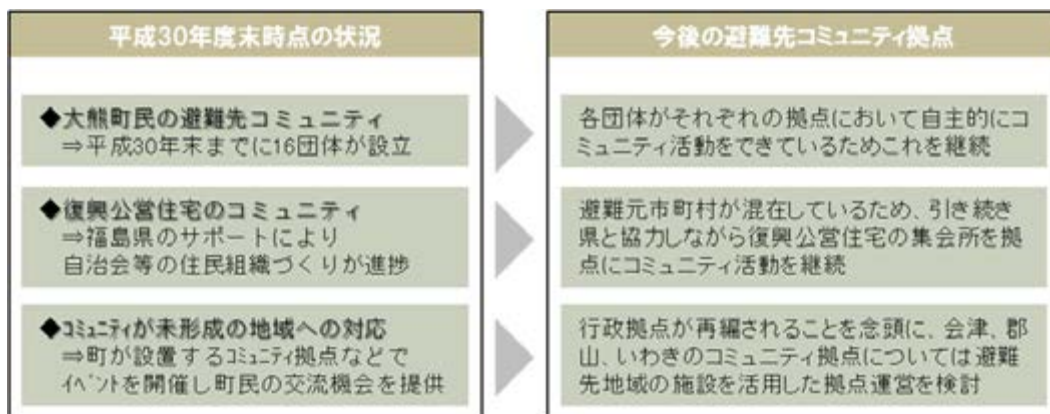 平成30年度末時点の状況
◆大熊町民の避難先コミュニティ
⇒平成30年末までに16団体が設立
◆復興公営住宅のコミュニティ
⇒福島県のサポートにより
自治会等の住民組織づくりが進捗
◆ｺﾐｭﾆﾃｨが未形成の地域への対応
⇒町が設置するｺﾐｭﾆﾃｨ拠点などで
ｲﾍﾞﾝﾄを開催し町民の交流機会を提供
今後の避難先コミュニティ拠点
各団体がそれぞれの拠点において自主的にコ
ミュニティ活動をできているためこれを継続
避難元市町村が混在しているため、引き続き
県と協力しながら復興公営住宅の集会所を拠
点にコミュニティ活動を継続
行政拠点が再編されることを念頭に、会津、郡
山、いわきのコミュニティ拠点については避難
先地域の施設を活用した拠点運営を検討